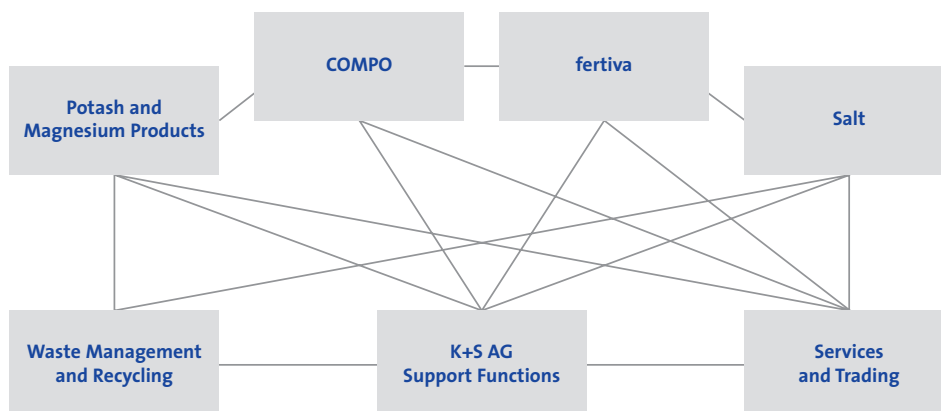 COMPO
fertiva
Potash and
Magnesium Products
Salt
Waste Management
and Recycling
K+S AG
Support Functions
Services
and Trading